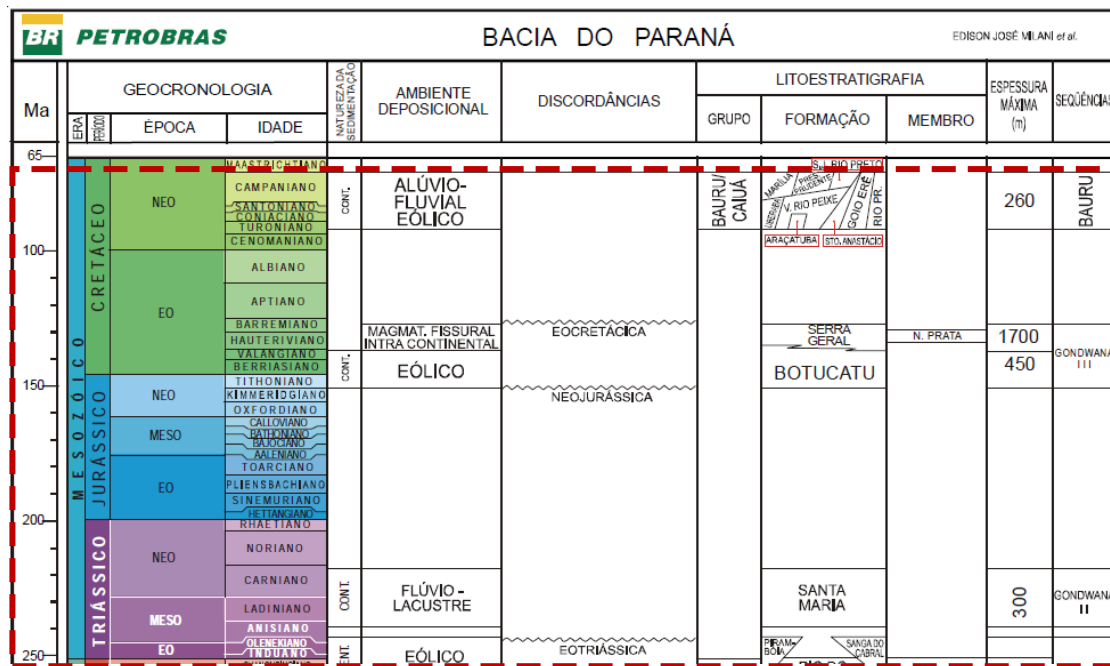 BR PETROBRAS
BACIA DO PARANÁ
EDISON JOSÉ MILANI et al.
Ma
GEOCRONOLOGIA
ERA
PERÍODO
ÉPOCA
IDADE
NATUREZA DA
SEDIMENTAÇÃO
AMBIENTE
DEPOSICIONAL
DISCORDÂNCIAS
LITOESTRATIGRAFIA
GRUPO
FORMAÇÃO
MEMBRO
ESPESSURA
MÁXIMA
(m)
SEQÜÊNCIAS
65
100
150
200
250
MESOZÓICO
CRETÁCEO
JURÁSSICO
TRIÁSSICO
NEO
EO
NEO
MESO
EO
NEO
MESO
EO
MAASTRICHTIANO
CAMPANIANO
SANTONIANO
CONIACIANO
TURONIANO
CENOMANIANO
ALBIANO
APTIANO
BARREMIANO
HAUTERIVIANO
VALANGIANO
BERRIASIANO
TITHONIANO
KIMMERIDGIANO
OXFORDIANO
CALLOVIANO
BATHONIANO
BAJOCIANO
AALENIANO
TOARCIANO
PLIENSBACHIANO
SINEMURIANO
HETTANGIANO
RHAETIANO
NORIANO
CARNIANO
LADINIANO
ANISIANO
OLENEKIANO
INDUANO
CONT.
ALÚVIO-
FLUVIAL
EÓLICO
BAURU/
CAIUÁ
S. J. RIO PRETO
MARÍLIA
PRES.
PRUDENTE
UBERABA
V. RIO PEIXE
GOIO ERÊ
RIO PR.
ARAÇATUBA
STO. ANASTÁCIO
260
BAURU
MAGMAT. FISSURAL
INTRA CONTINENTAL
EOCRETÁCICA
SERRA
GERAL
N. PRATA
1700
CONT.
EÓLICO
BOTUCATU
450
GONDWANA
III
NEOJURÁSSICA
CONT.
FLÚVIO -
LACUSTRE
SANTA
MARIA
300
GONDWANA
II
ENT.
EÓLICO
EOTRIÁSSICA
PIRAM-
BÓIA
SANGA DO
CABRAL